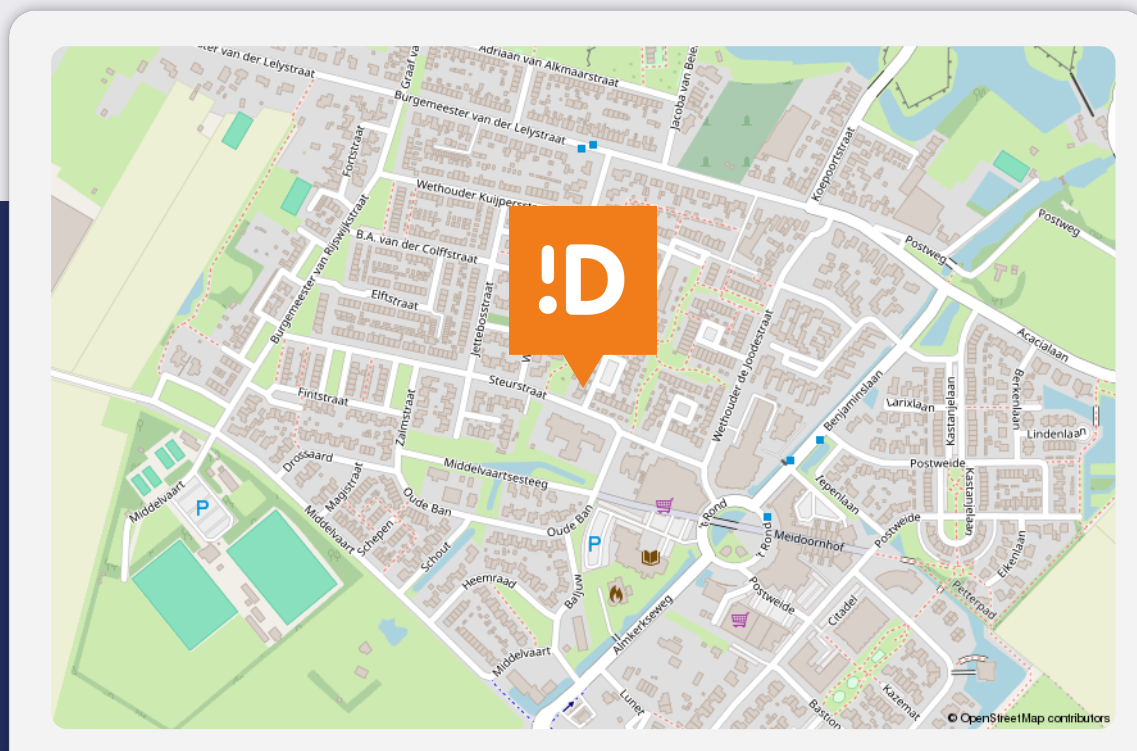 ster van der Lelystraat
Graaf va
Adriaan van Alkmaarstraat
Jacoba van Beie
Burgemeester van der Lelystraat
Fortstraat
Koepoortstraat
Wethouder Kuijpersst
Burgemeester van Rijswijkstraat
B.A. van der Colffstraat
Postweg
Postweg
!D
Elftstraat
Jettebosstraat
W
Wethouder de Joodestraat
Acacialaan
Steurstraat
Benjaminslaan
Larixlaan
Kastanjelaan
Berkenlaan
Lindenlaan
Fintstraat
Zalmstraat
Drossaard
Middelvaartsesteeg
Postweide
Iepenlaan
Kastanjelaan
Magistraat
Middelvaart
P
Oude Ban
Oude Ban
't Rond
't Rond
Meidoornhof
Postweide
Middelvaart
Schepen
Schout
P
Eikenlaan
Heemraad
Baljuw
Postweide
Petterpad
Almkerkseweg
Citadel
Middelvaart
Lunet
Bastion
Kazemat
© OpenStreetMap contributors